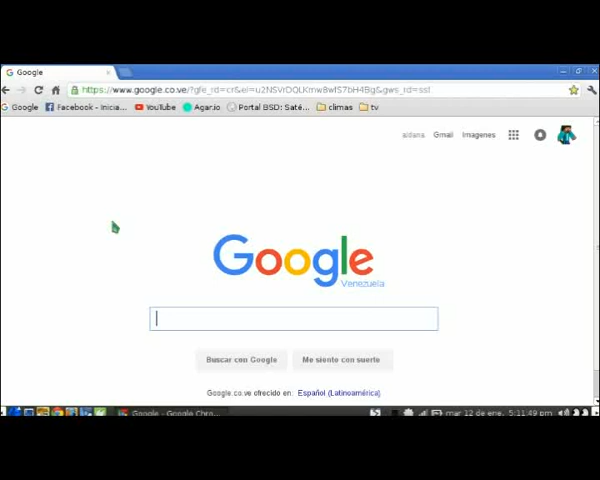 Google
https://www.google.co.ve/?gfe_rd=cr&ei=u2NSVrDQLKmw8wfS7bH4Bg&gws_rd=ssl
Google Facebook - Inicia... YouTube Agar.io Portal BSD: Saté... climas tv
aidana Gmail Imagenes
Google
Venezuela
Buscar con Google Me siento con suerte
Google.co.ve ofrecido en: Español (Latinoamérica)
Google - Google Chro... mar 12 de ene, 5:11:49 pm